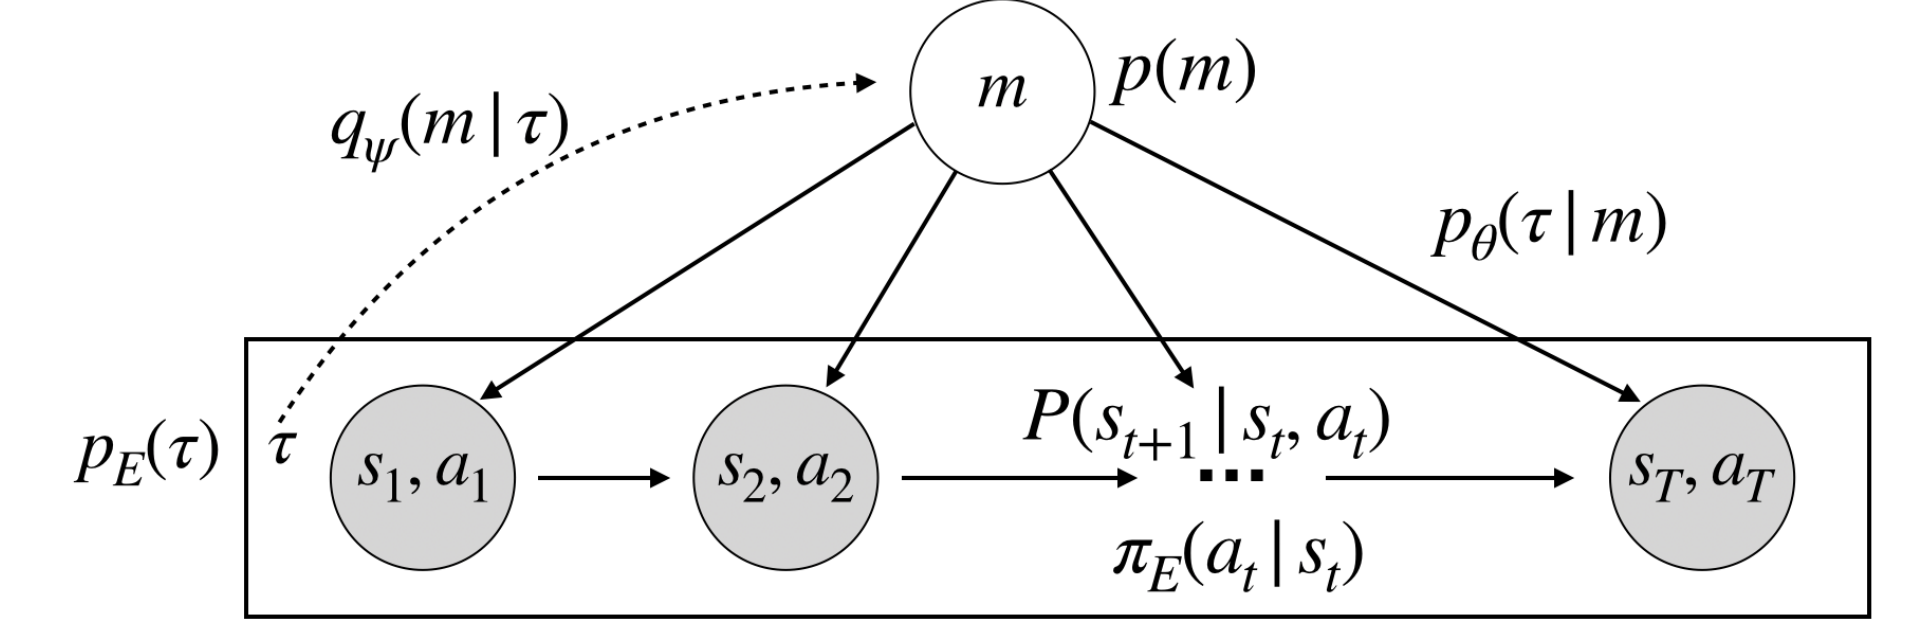 m
p(m)
q_ψ(m|τ)
p_θ(τ|m)
p_E(τ)
τ
s_1, a_1
s_2, a_2
P(s_{t+1}|s_t, a_t)
...
π_E(a_t|s_t)
s_T, a_T